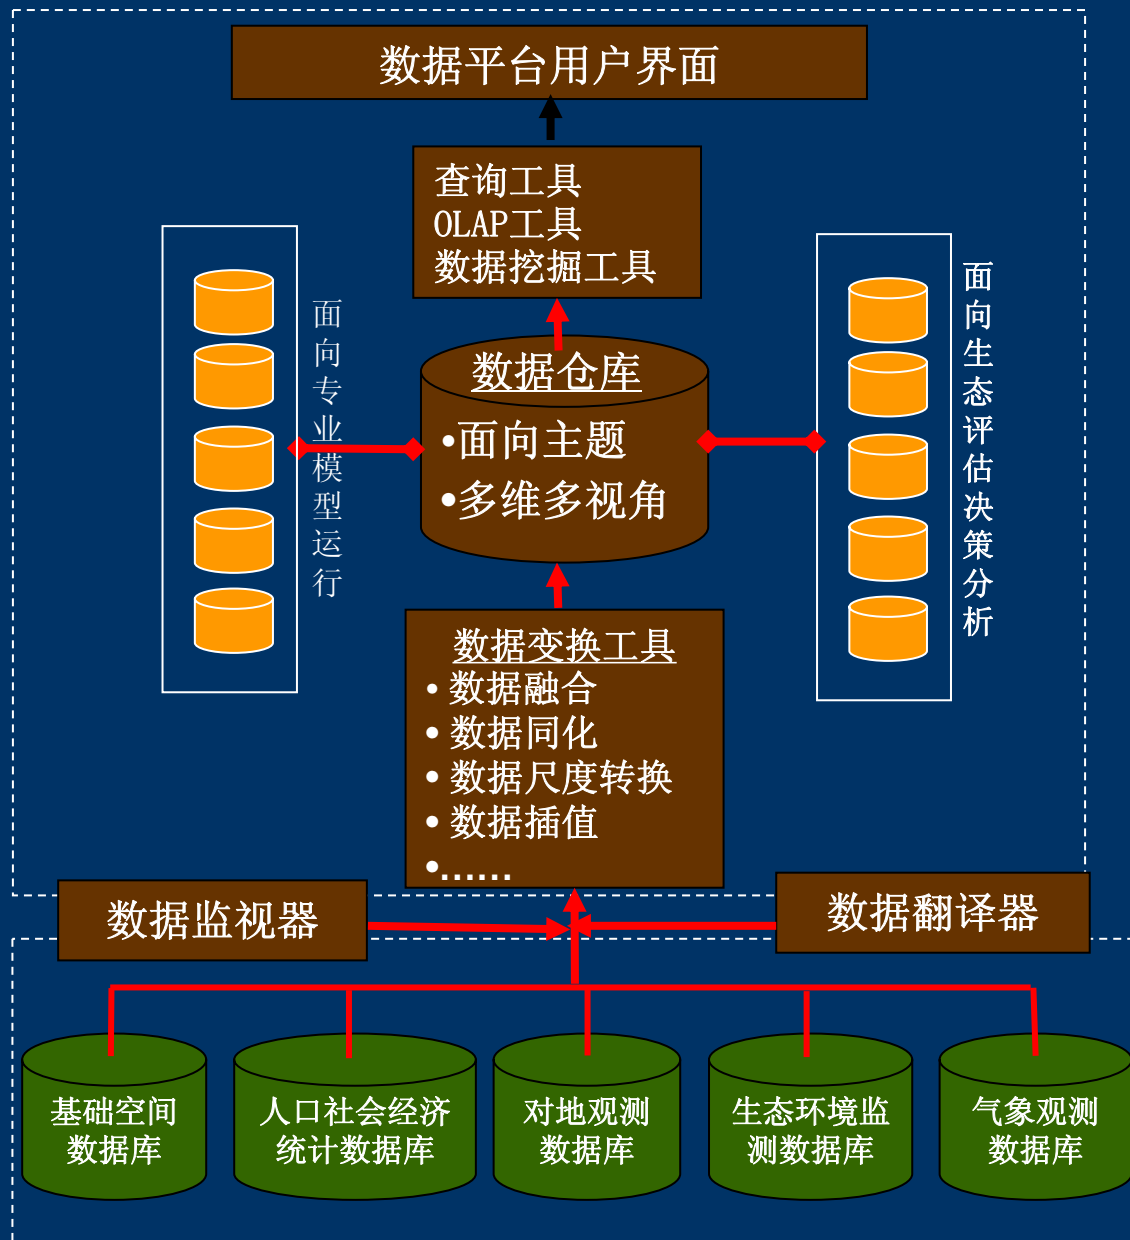 数据平台用户界面
查询工具
OLAP工具
数据挖掘工具
面向专业模型运行
数据仓库
•面向主题
•多维多视角
面向生态评估决策分析
数据变换工具
• 数据融合
• 数据同化
• 数据尺度转换
• 数据插值
•......
数据监视器
数据翻译器
基础空间
数据库
人口社会经济
统计数据库
对地观测
数据库
生态环境监
测数据库
气象观测
数据库